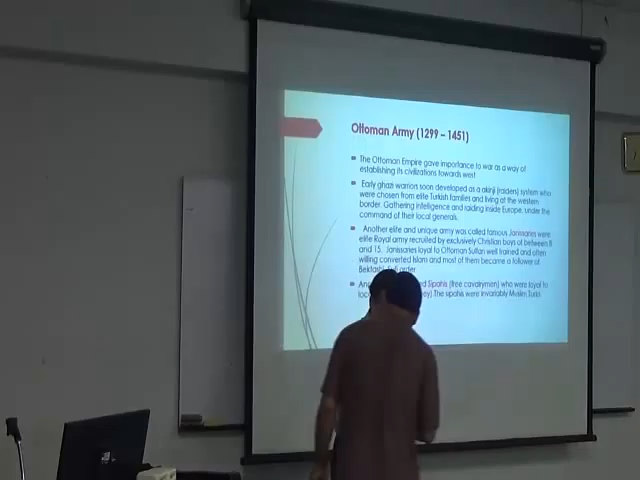 Ottoman Army (1299 – 1451)
The Ottoman Empire gave importance to war as a way of
establishing its civilizations towards west
Early ghazi warriors soon developed as a akinji (raiders) system who
were chosen from elite Turkish families and living at the western
border. Gathering intelligence and raiding inside Europe, under the
command of their local generals.
Another elite and unique army was called famous Janissaries were
elite Royal army recruited by exclusively Christian boys of between 8
and 15. Janissaries loyal to Ottoman Sultan well trained and often
willing converted Islam and most of them became a follower of
Bektashi Sufi order
Sipahis (free cavalrymen) who were loyal to
The sipahis were invariably Muslim Turks.